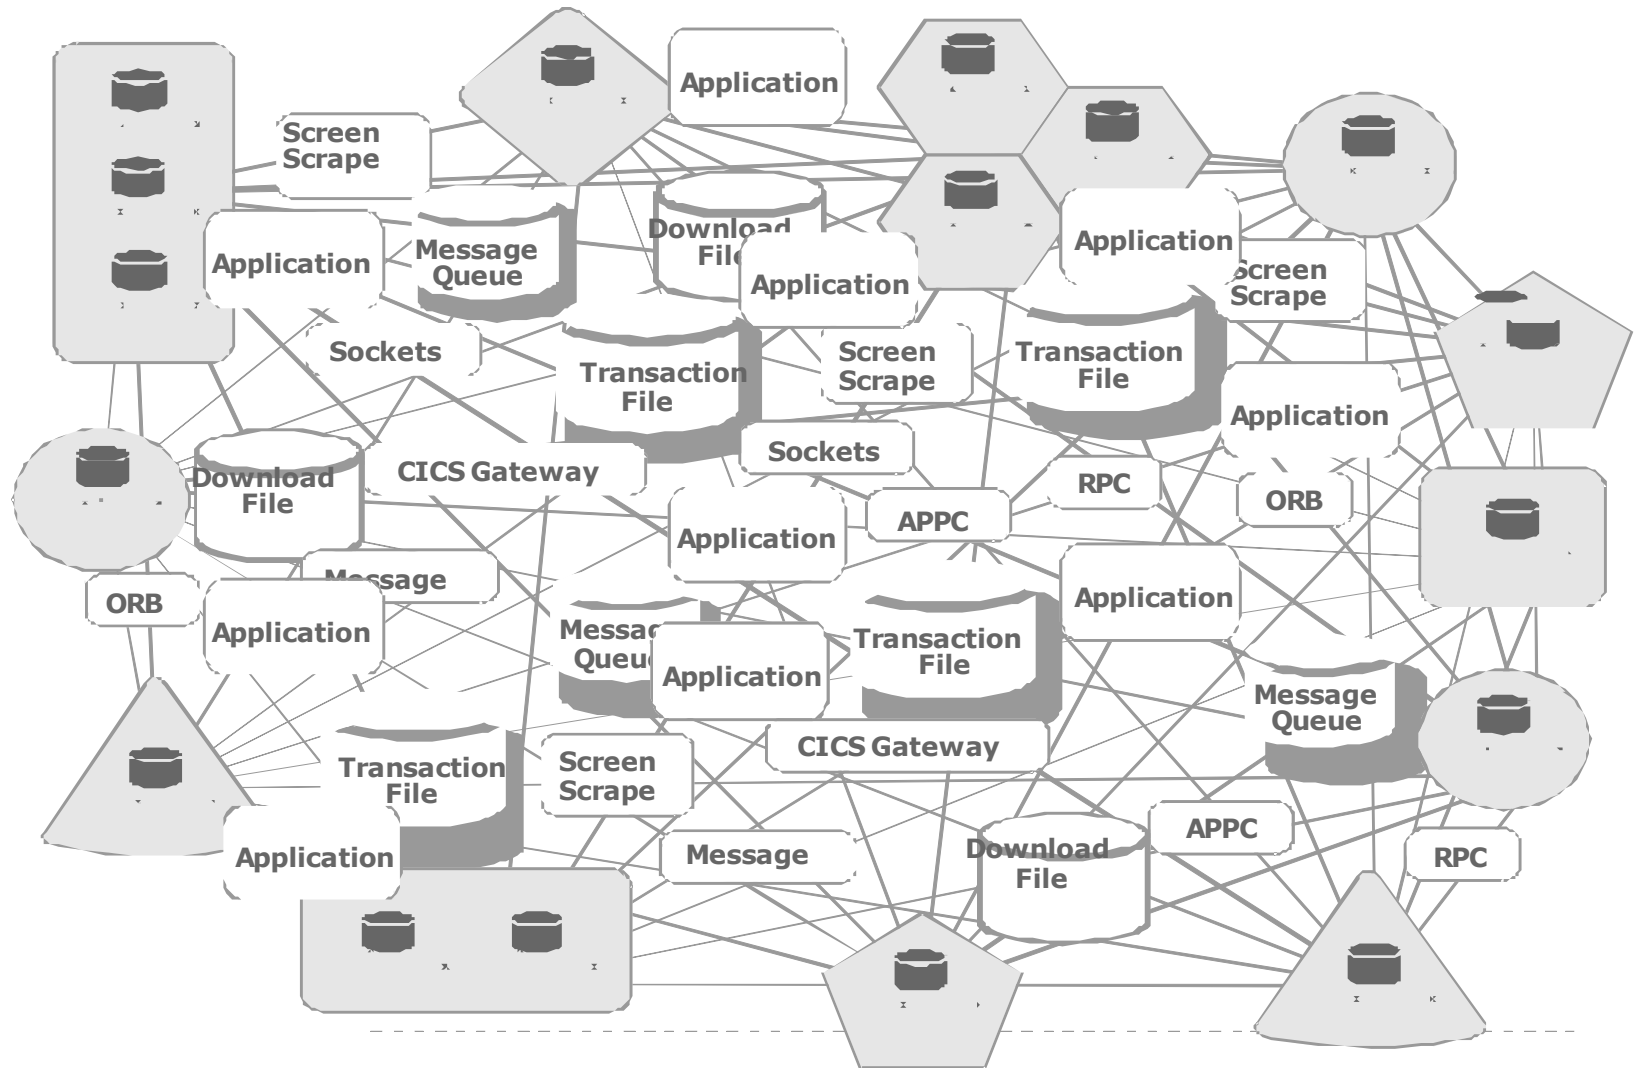 Application
Screen
Scrape
Download
File
Message
Queue
Application
Application
Application
Screen
Scrape
Sockets
Screen
Scrape
Transaction
File
Transaction
File
Application
Sockets
CICS Gateway
Download
File
RPC
ORB
APPC
Application
Message
ORB
Application
Application
Message
Queue
Transaction
File
Application
Message
Queue
CICS Gateway
Transaction
File
Screen
Scrape
Application
Message
Download
File
APPC
RPC